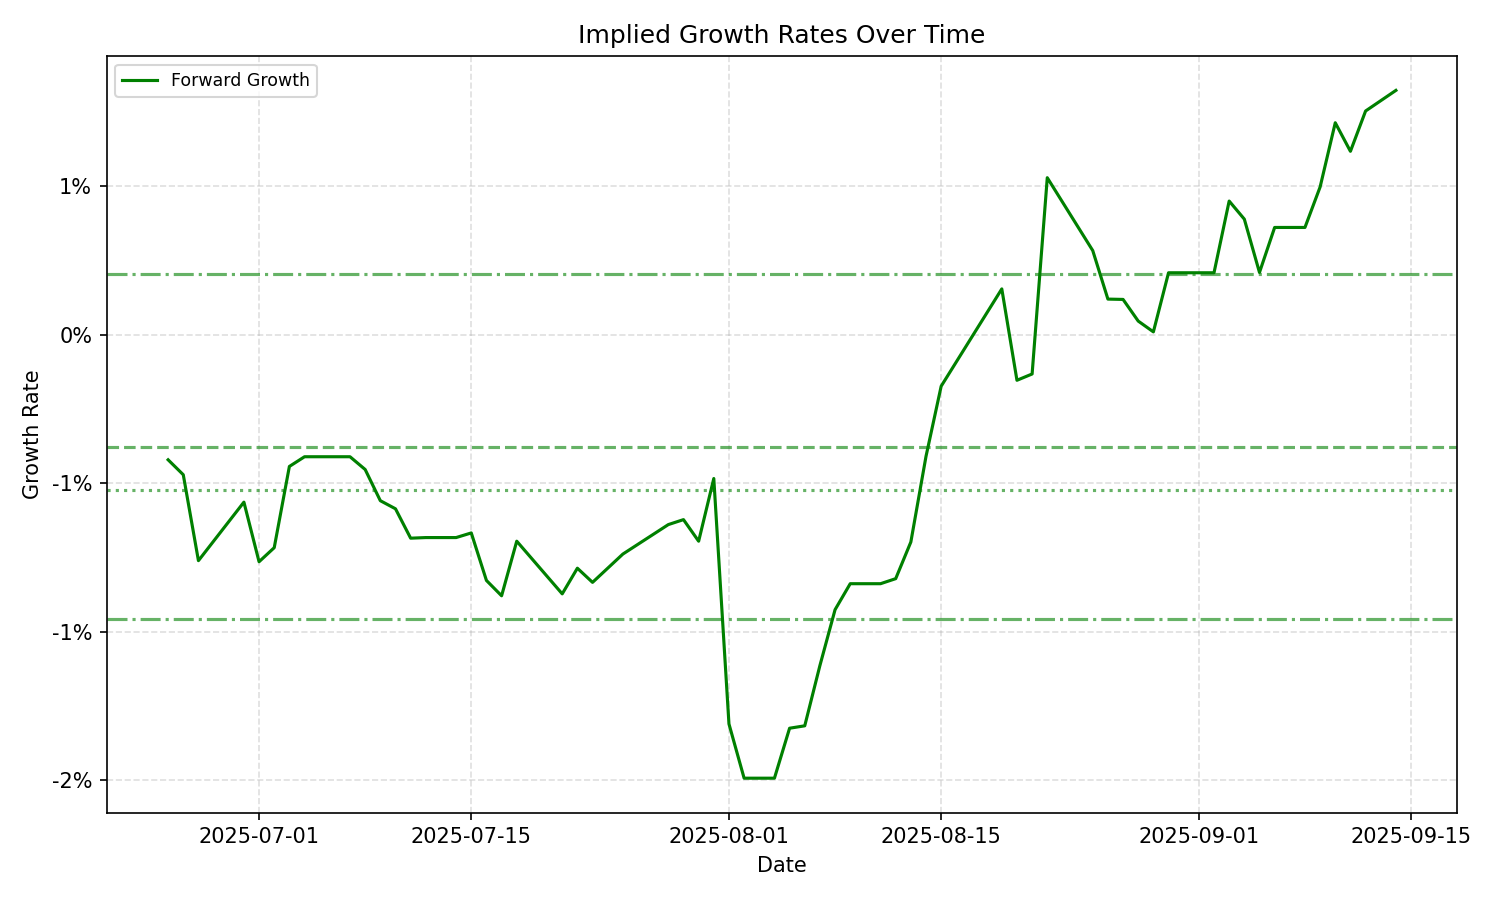 Implied Growth Rates Over Time
Forward Growth
Growth Rate
1%
0%
-1%
-1%
-2%
2025-07-01
2025-07-15
2025-08-01
2025-08-15
2025-09-01
2025-09-15
Date